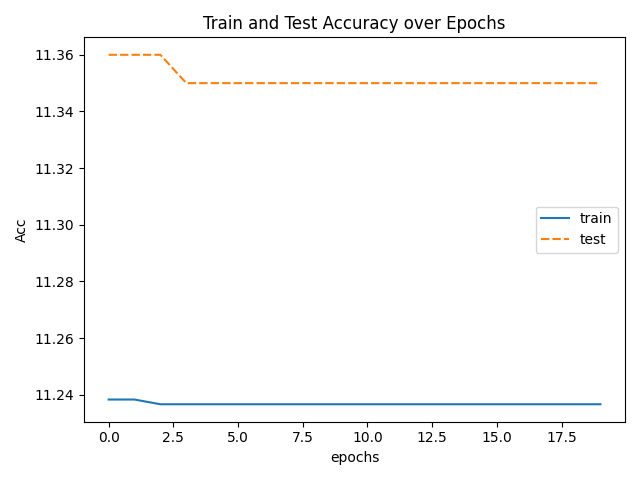 Train and Test Accuracy over Epochs
11.36
11.34
11.32
11.30
11.28
11.26
11.24
Acc
train
test
0.0 2.5 5.0 7.5 10.0 12.5 15.0 17.5
epochs